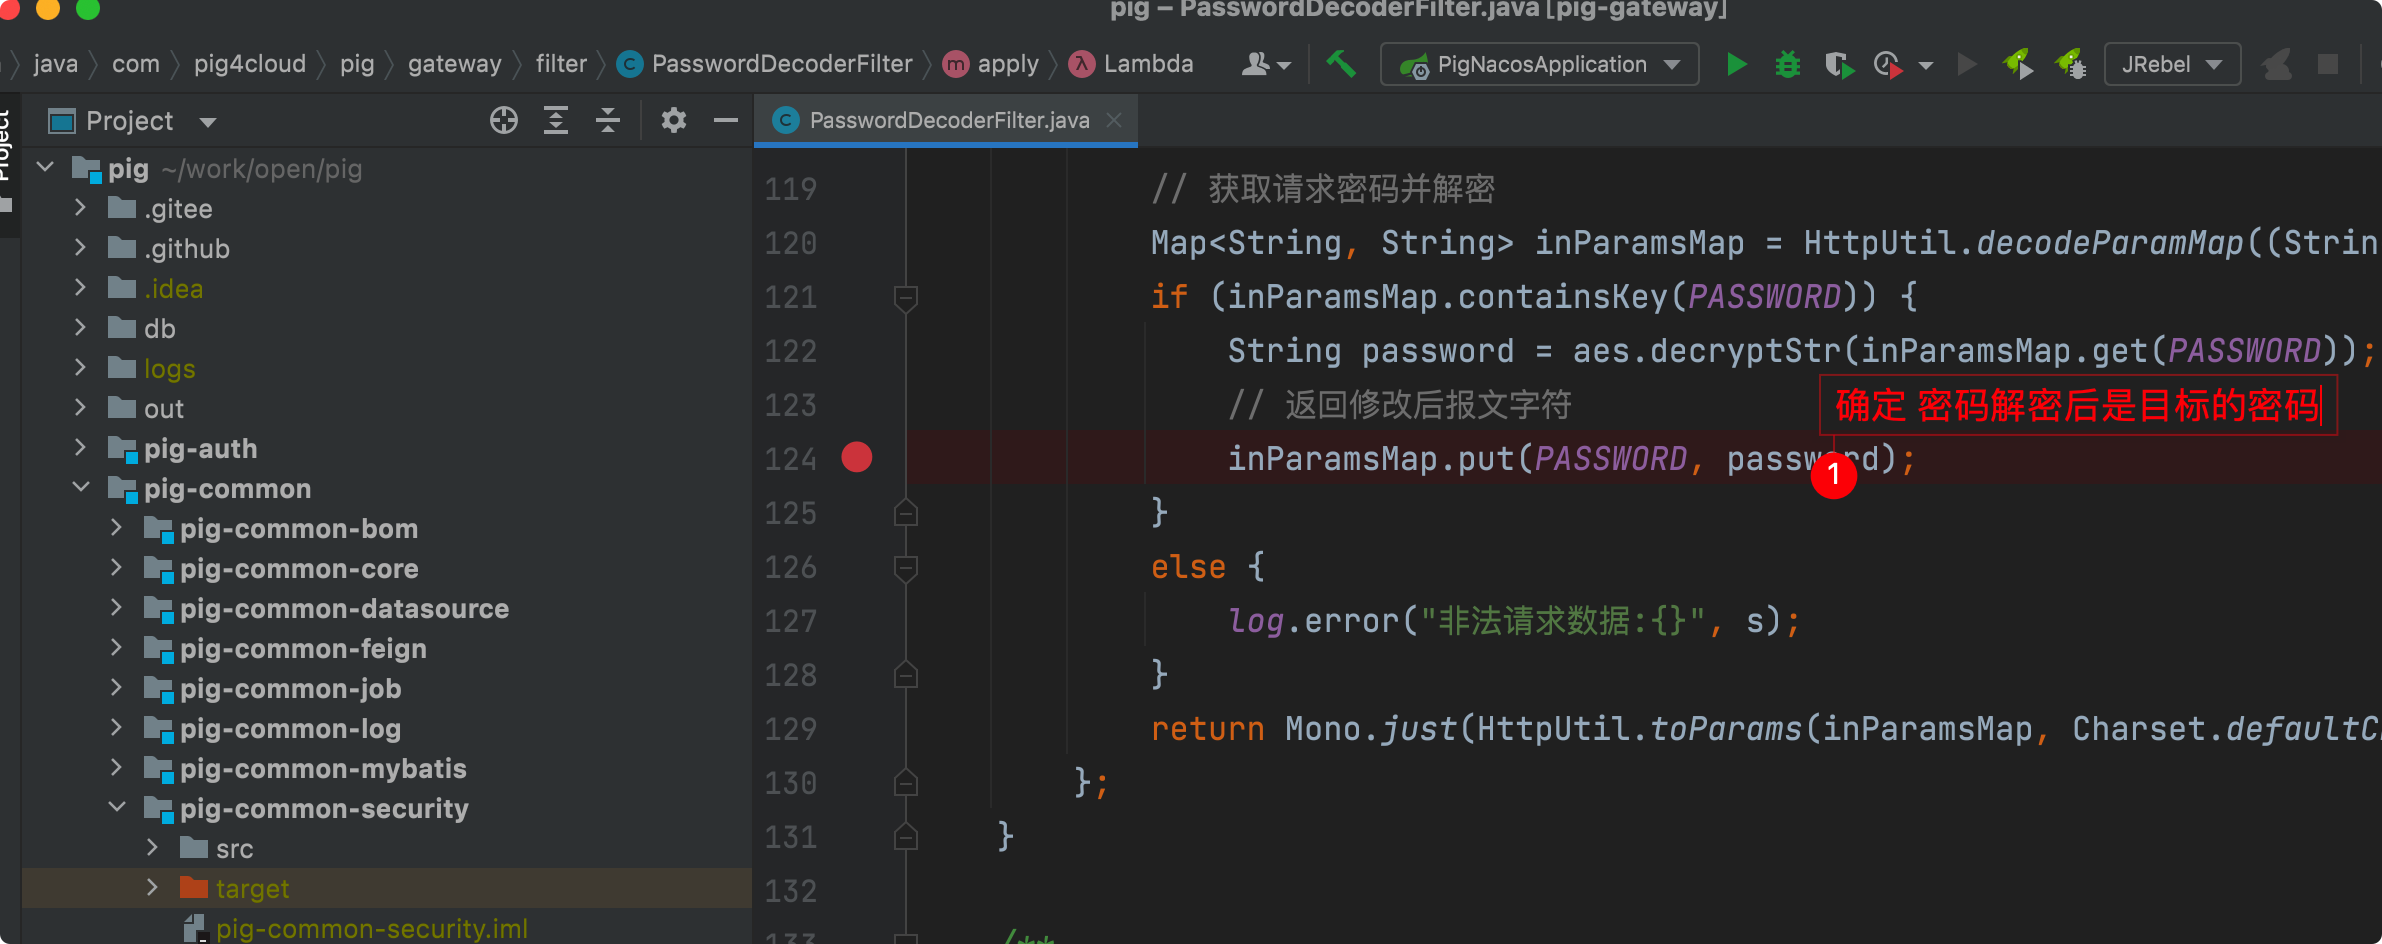 pig – PasswordDecoderFilter.java [pig-gateway]
java com pig4cloud pig gateway filter PasswordDecoderFilter apply Lambda
PigNacosApplication
JRebel
Project
Project
PasswordDecoderFilter.java
pig ~/work/open/pig
.gitee
.github
.idea
db
logs
out
pig-auth
pig-common
pig-common-bom
pig-common-core
pig-common-datasource
pig-common-feign
pig-common-job
pig-common-log
pig-common-mybatis
pig-common-security
src
target
pig-common-security.iml
119 // 获取请求密码并解密
120 Map<String, String> inParamsMap = HttpUtil.decodeParamMap((Strin
121 if (inParamsMap.containsKey(PASSWORD)) {
122 String password = aes.decryptStr(inParamsMap.get(PASSWORD));
123 // 返回修改后报文字符
确定 密码解密后是目标的密码
124 inParamsMap.put(PASSWORD, password);
1
125 }
126 else {
127 log.error("非法请求数据:{}", s);
128 }
129 return Mono.just(HttpUtil.toParams(inParamsMap, Charset.defaultC
130 };
131 }
132
133 /**